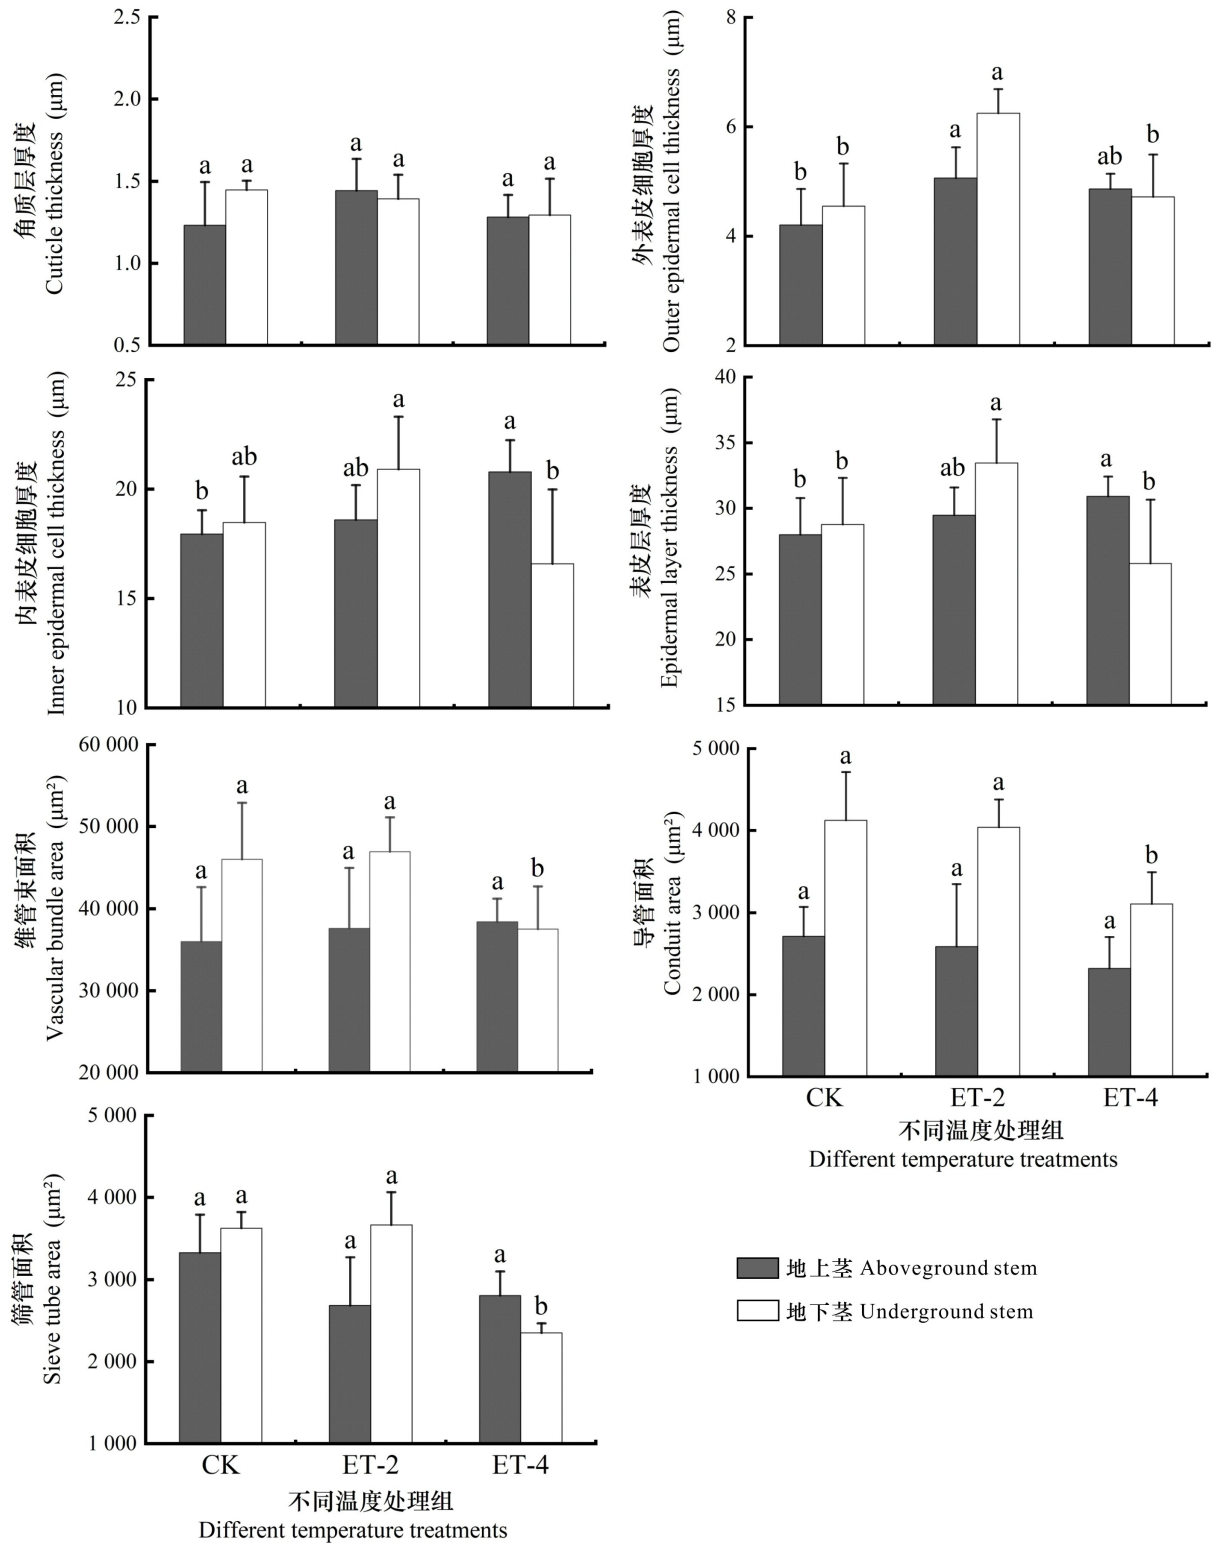 角质层厚度
Cuticle thickness (μm)
2.5
2.0
1.5
1.0
0.5
a a a a a a
外表皮细胞厚度
Outer epidermal cell thickness (μm)
8
6
4
2
b b a a ab b
内表皮细胞厚度
Inner epidermal cell thickness (μm)
25
20
15
10
b ab ab a a b
表皮层厚度
Epidermal layer thickness (μm)
40
35
30
25
20
15
b b ab a a b
维管束面积
Vascular bundle area (μm²)
60 000
50 000
40 000
30 000
20 000
a a a a a b
导管面积
Conduit area (μm²)
5 000
4 000
3 000
2 000
1 000
a a a a a b
CK ET-2 ET-4
不同温度处理组
Different temperature treatments
筛管面积
Sieve tube area (μm²)
5 000
4 000
3 000
2 000
1 000
a a a a a b
CK ET-2 ET-4
不同温度处理组
Different temperature treatments
地上茎 Aboveground stem
地下茎 Underground stem